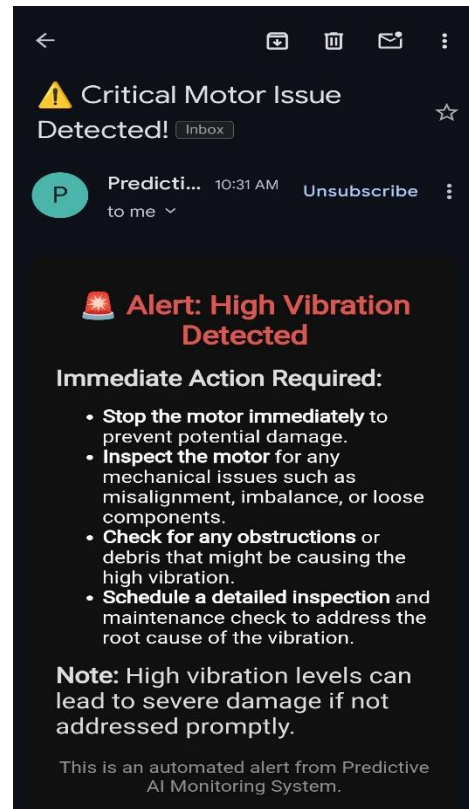 ⚠️ Critical Motor Issue
Detected! Inbox
P
Predicti... 10:31 AM Unsubscribe
to me
🚨 Alert: High Vibration
Detected
Immediate Action Required:
• Stop the motor immediately to
prevent potential damage.
• Inspect the motor for any
mechanical issues such as
misalignment, imbalance, or loose
components.
• Check for any obstructions or
debris that might be causing the
high vibration.
• Schedule a detailed inspection and
maintenance check to address the
root cause of the vibration.
Note: High vibration levels can
lead to severe damage if not
addressed promptly.
This is an automated alert from Predictive
AI Monitoring System.